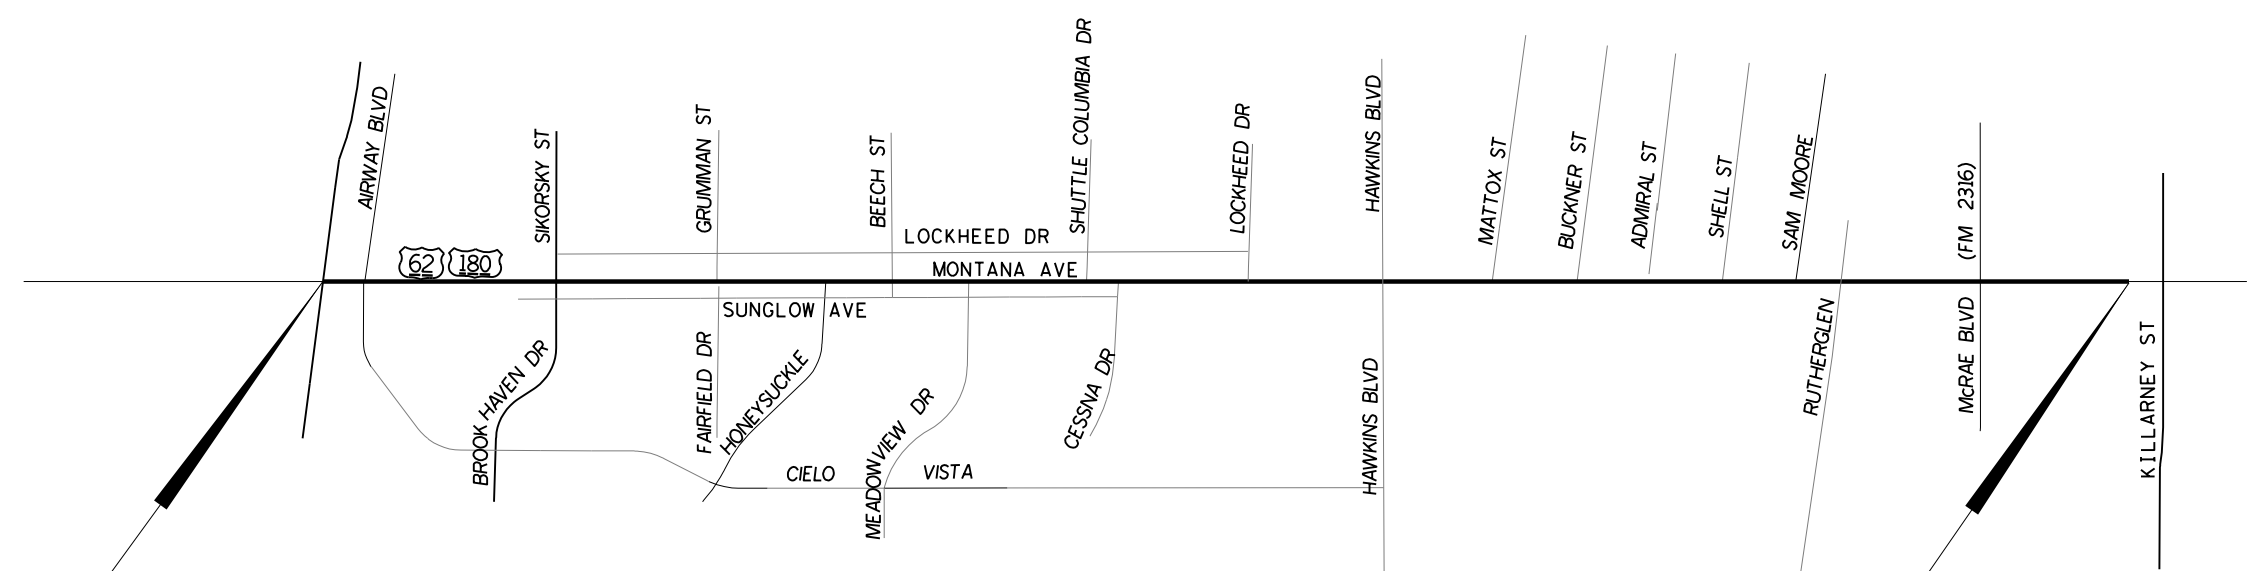 AIRWAY BLVD
SIKORSKY ST
GRUMMAN ST
BEECH ST
SHUTTLE COLUMBIA DR
LOCKHEED DR
HAWKINS BLVD
MATTOX ST
BUCKNER ST
ADMIRAL ST
SHELL ST
SAM MOORE
(FM 2316)
62 180
LOCKHEED DR
MONTANA AVE
SUNGLOW AVE
BROOK HAVEN DR
FAIRFIELD DR
HONEYSUCKLE
MEADOWVIEW DR
CESSNA DR
HAWKINS BLVD
RUTHERGLEN
McRAE BLVD
KILLARNEY ST
CIELO VISTA